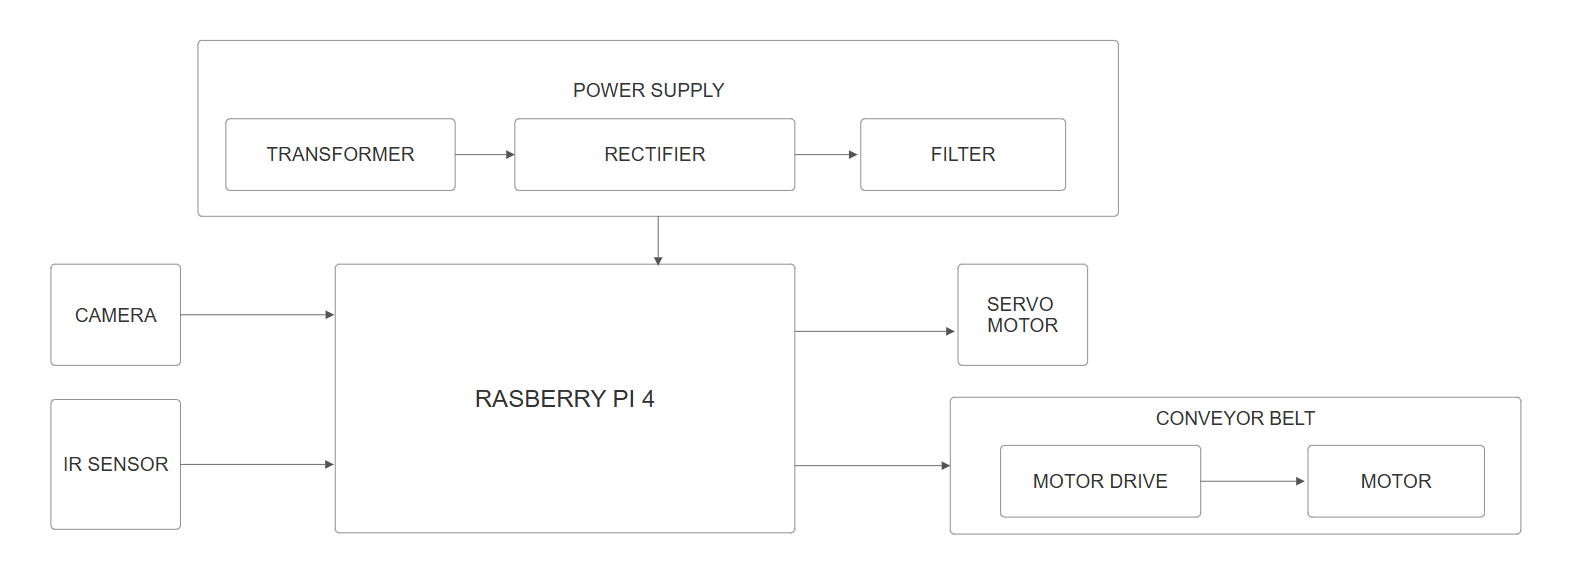 POWER SUPPLY
TRANSFORMER
RECTIFIER
FILTER
CAMERA
SERVO
MOTOR
RASBERRY PI 4
CONVEYOR BELT
IR SENSOR
MOTOR DRIVE
MOTOR